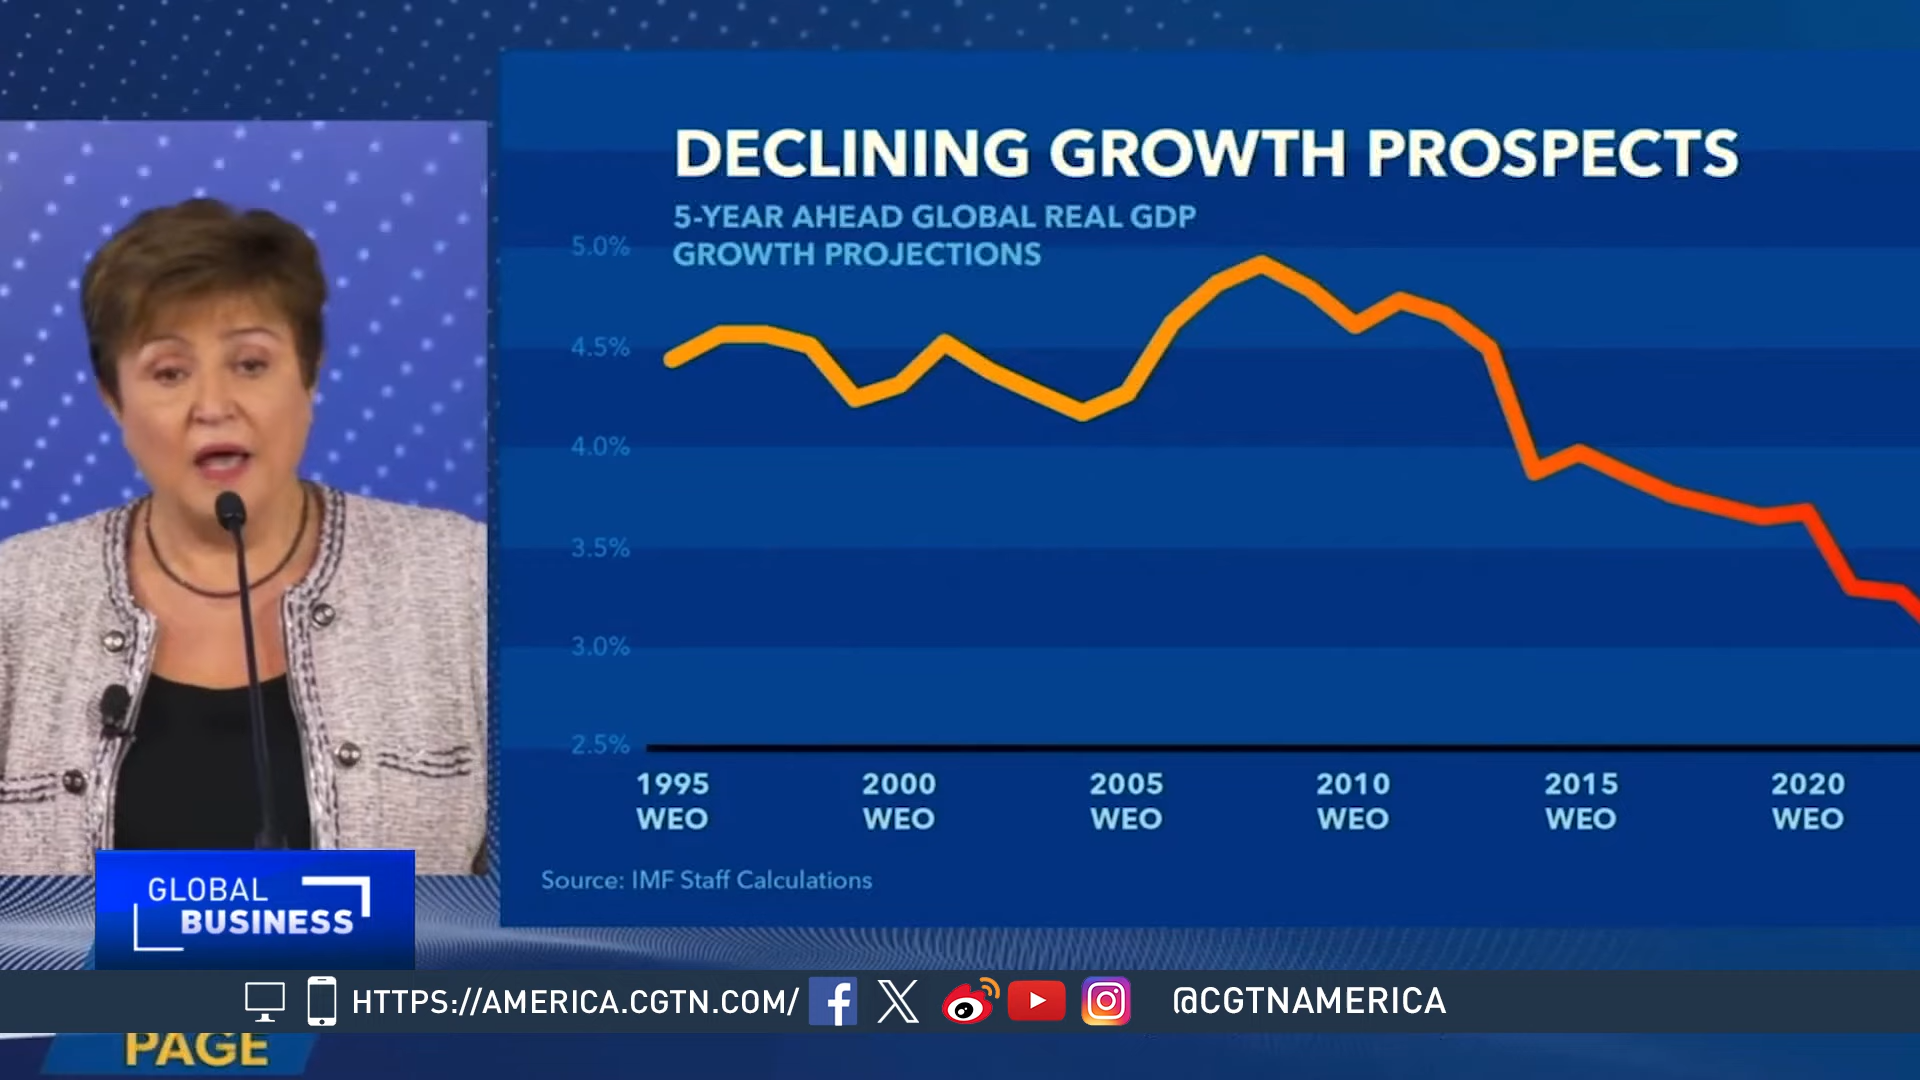 DECLINING GROWTH PROSPECTS
5-YEAR AHEAD GLOBAL REAL GDP
GROWTH PROJECTIONS
5.0%
4.5%
4.0%
3.5%
3.0%
2.5%
1995 2000 2005 2010 2015 2020
WEO WEO WEO WEO WEO WEO
Source: IMF Staff Calculations
GLOBAL
BUSINESS
HTTPS://AMERICA.CGTN.COM/ @CGTNAMERICA
PAGE